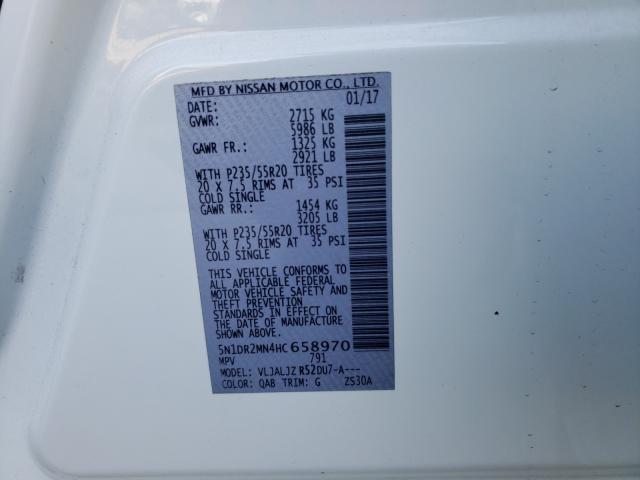 MFD BY NISSAN MOTOR CO., LTD.
DATE: 01/17
GVWR: 2715 KG
5986 LB
GAWR FR.: 1325 KG
2921 LB
WITH P235/55R20 TIRES
20 X 7.5 RIMS AT 35 PSI
COLD SINGLE
GAWR RR.: 1454 KG
3205 LB
WITH P235/55R20 TIRES
20 X 7.5 RIMS AT 35 PSI
COLD SINGLE
THIS VEHICLE CONFORMS TO
ALL APPLICABLE FEDERAL
MOTOR VEHICLE SAFETY AND
THEFT PREVENTION
STANDARDS IN EFFECT ON
THE DATE OF MANUFACTURE
SHOWN ABOVE.
5N1DR2MN4HC 658970
MPV 791
MODEL: VLJALJZ R52DU7-A---
COLOR: QAB TRIM: G ZS30A